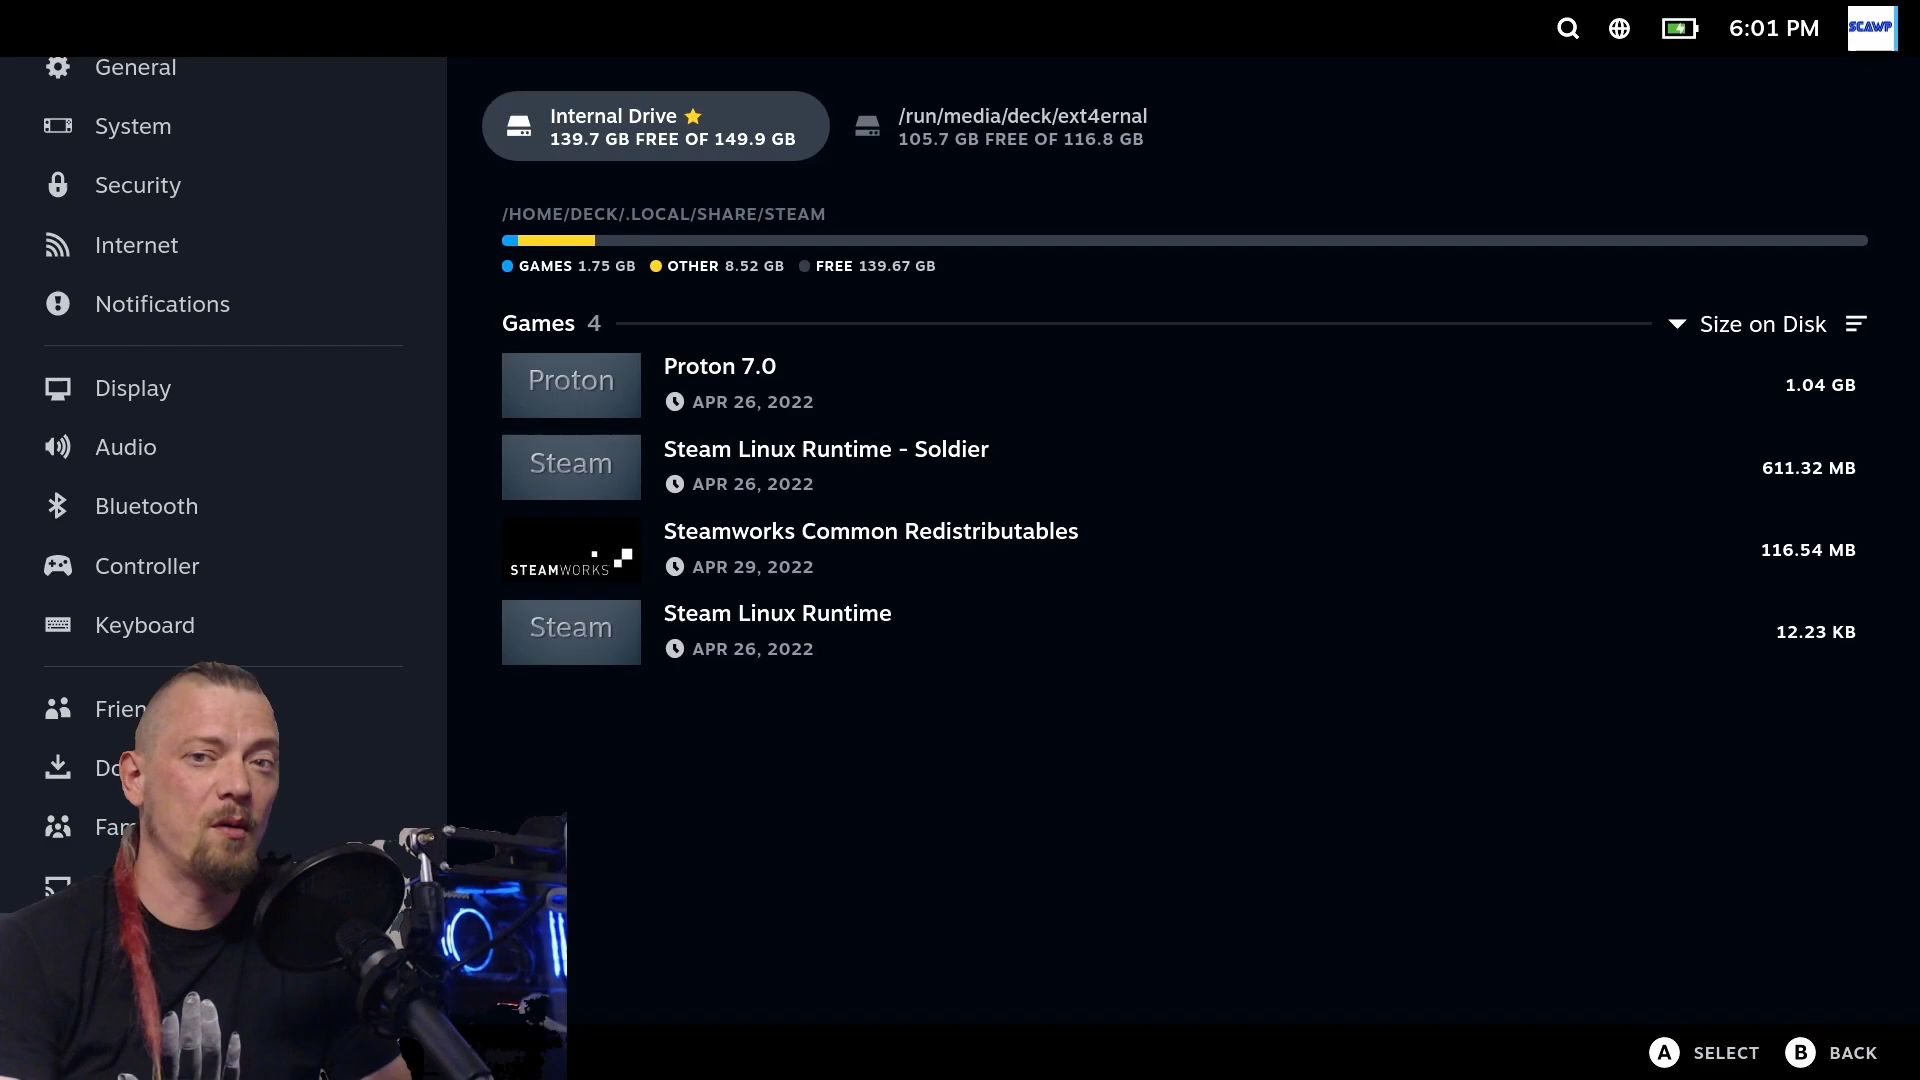 6:01 PM
SCAWP
General
System
Security
Internet
Notifications
Display
Audio
Bluetooth
Controller
Keyboard
Frien
Do
Fam
Internal Drive
139.7 GB FREE OF 149.9 GB
/run/media/deck/ext4ernal
105.7 GB FREE OF 116.8 GB
/HOME/DECK/.LOCAL/SHARE/STEAM
GAMES 1.75 GB OTHER 8.52 GB FREE 139.67 GB
Games 4
Size on Disk
Proton
Proton 7.0
APR 26, 2022
1.04 GB
Steam
Steam Linux Runtime - Soldier
APR 26, 2022
611.32 MB
STEAMWORKS
Steamworks Common Redistributables
APR 29, 2022
116.54 MB
Steam
Steam Linux Runtime
APR 26, 2022
12.23 KB
A SELECT B BACK